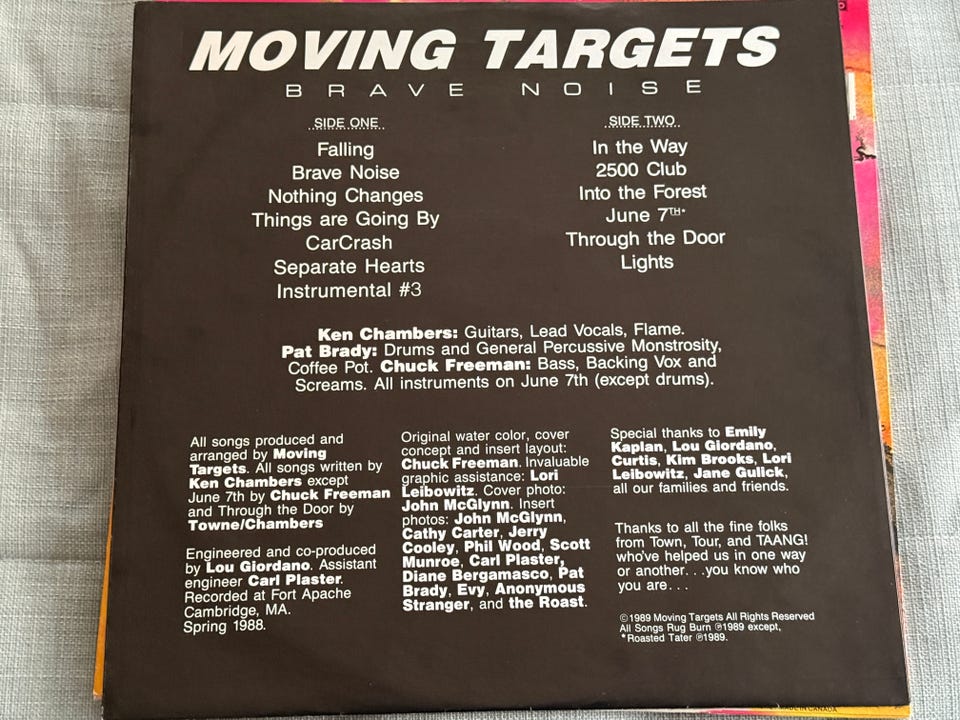 MOVING TARGETS
BRAVE NOISE
SIDE ONE
Falling
Brave Noise
Nothing Changes
Things are Going By
CarCrash
Separate Hearts
Instrumental #3
SIDE TWO
In the Way
2500 Club
Into the Forest
June 7TH*
Through the Door
Lights
Ken Chambers: Guitars, Lead Vocals, Flame.
Pat Brady: Drums and General Percussive Monstrosity,
Coffee Pot. Chuck Freeman: Bass, Backing Vox and
Screams. All instruments on June 7th (except drums).
All songs produced and
arranged by Moving
Targets. All songs written by
Ken Chambers except
June 7th by Chuck Freeman
and Through the Door by
Towne/Chambers
Engineered and co-produced
by Lou Giordano. Assistant
engineer Carl Plaster.
Recorded at Fort Apache
Cambridge, MA.
Spring 1988.
Original water color, cover
concept and insert layout:
Chuck Freeman. Invaluable
graphic assistance: Lori
Leibowitz. Cover photo:
John McGlynn. Insert
photos: John McGlynn,
Cathy Carter, Jerry
Cooley, Phil Wood, Scott
Munroe, Carl Plaster,
Diane Bergamasco, Pat
Brady, Evy, Anonymous
Stranger, and the Roast.
Special thanks to Emily
Kaplan, Lou Giordano,
Curtis, Kim Brooks, Lori
Leibowitz, Jane Gulick,
all our families and friends.
Thanks to all the fine folks
from Town, Tour, and TAANG!
who've helped us in one way
or another. . .you know who
you are. . .
©1989 Moving Targets All Rights Reserved
All Songs Rug Burn ℗1989 except,
*Roasted Tater ℗1989.
MADE IN CANADA